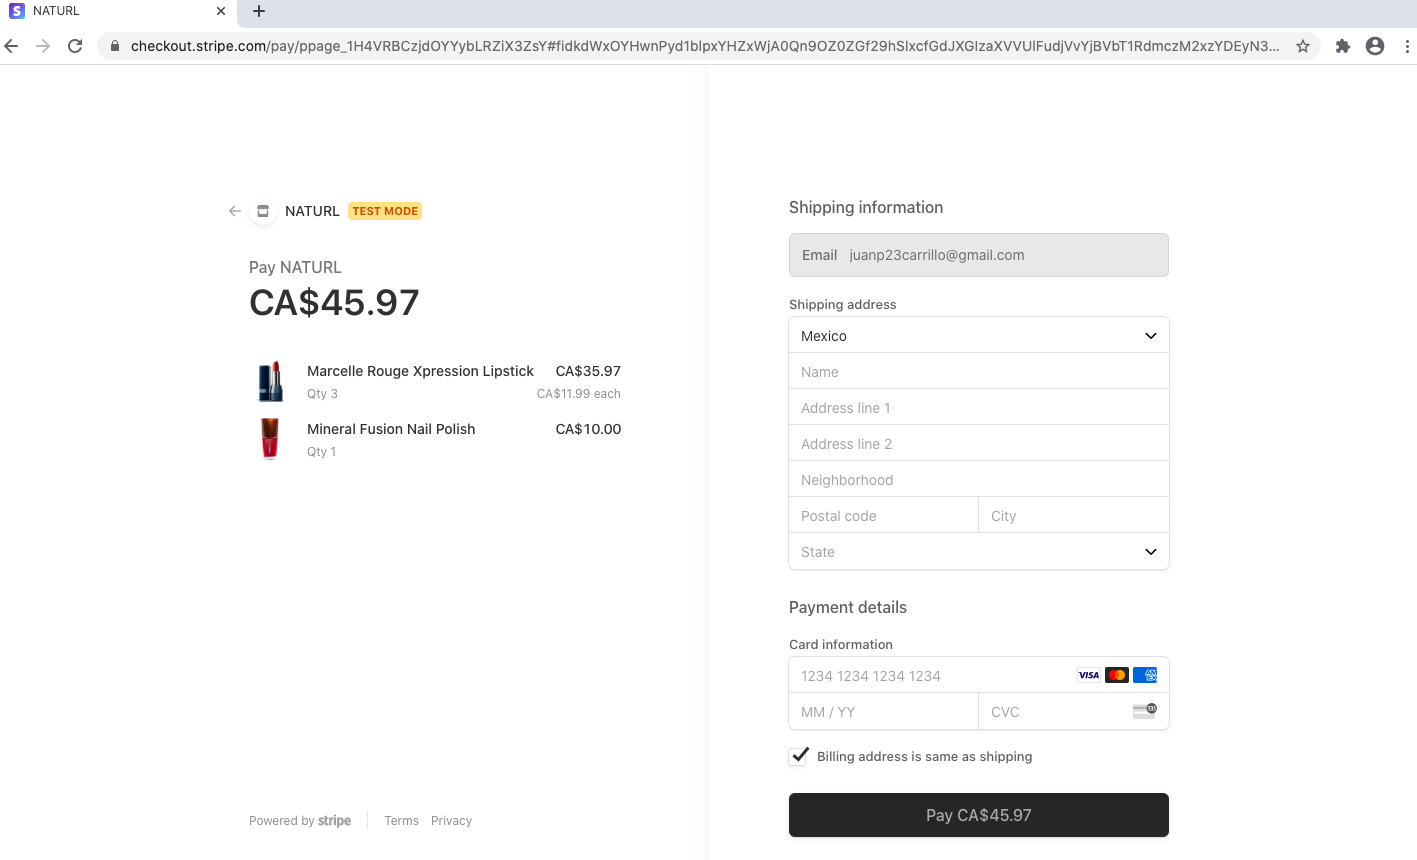 NATURL
checkout.stripe.com/pay/ppage_1H4VRBCzjdOYYybLRZiX3ZsY#fidkdWxOYHwnPyd1blpxYHZxWjA0Qn9OZ0ZGf29hSlxcfGdJXGlzaXVVUlFudjVvYjBVbT1RdmczM2xzYDEyN3...
NATURL TEST MODE
Pay NATURL
CA$45.97
Marcelle Rouge Xpression Lipstick CA$35.97
Qty 3 CA$11.99 each
Mineral Fusion Nail Polish CA$10.00
Qty 1
Powered by stripe Terms Privacy
Shipping information
Email juanp23carrillo@gmail.com
Shipping address
Mexico
Name
Address line 1
Address line 2
Neighborhood
Postal code City
State
Payment details
Card information
1234 1234 1234 1234 VISA AM EX
MM / YY CVC 135
Billing address is same as shipping
Pay CA$45.97